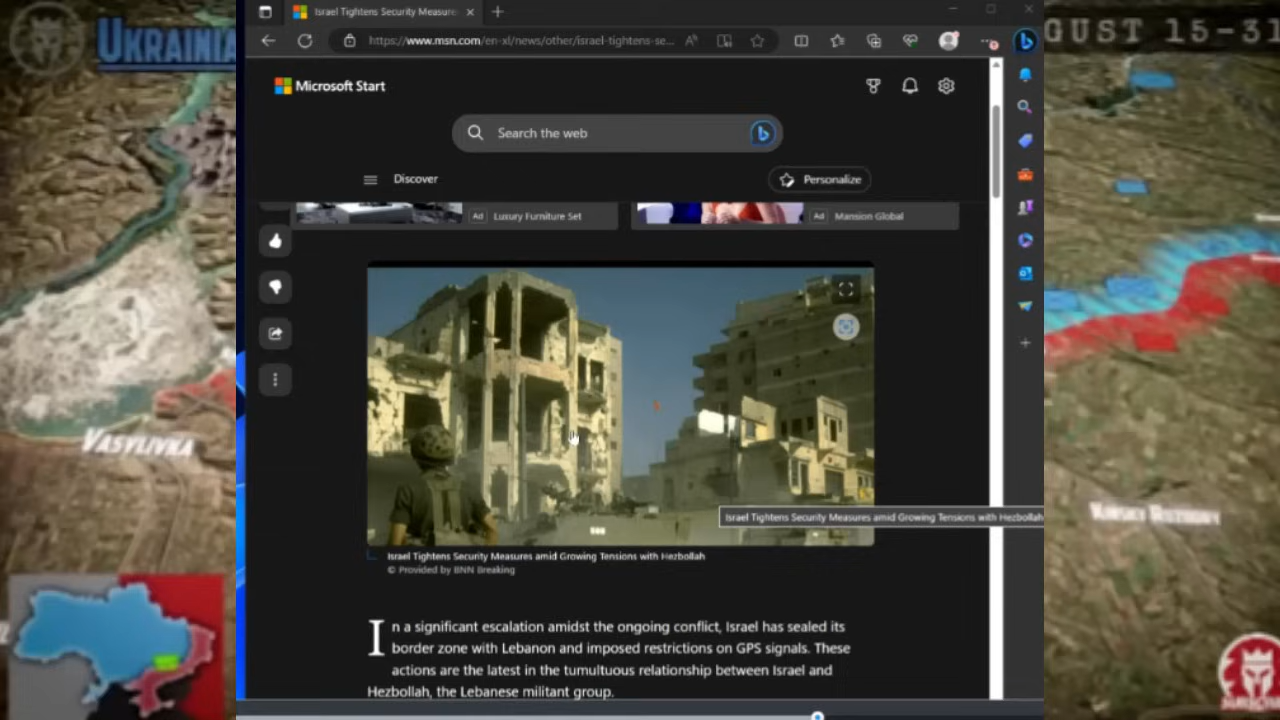 UKRAINIA
GUST 15-31
Israel Tightens Security Measure
https://www.msn.com/en-xl/news/other/israel-tightens-se...
Microsoft Start
Search the web
Discover
Personalize
Ad Luxury Furniture Set
Ad Mansion Global
VASYLIVKA
Israel Tightens Security Measures amid Growing Tensions with Hezbollah
Israel Tightens Security Measures amid Growing Tensions with Hezbollah
© Provided by BNN Breaking
In a significant escalation amidst the ongoing conflict, Israel has sealed its
border zone with Lebanon and imposed restrictions on GPS signals. These
actions are the latest in the tumultuous relationship between Israel and
Hezbollah, the Lebanese militant group.